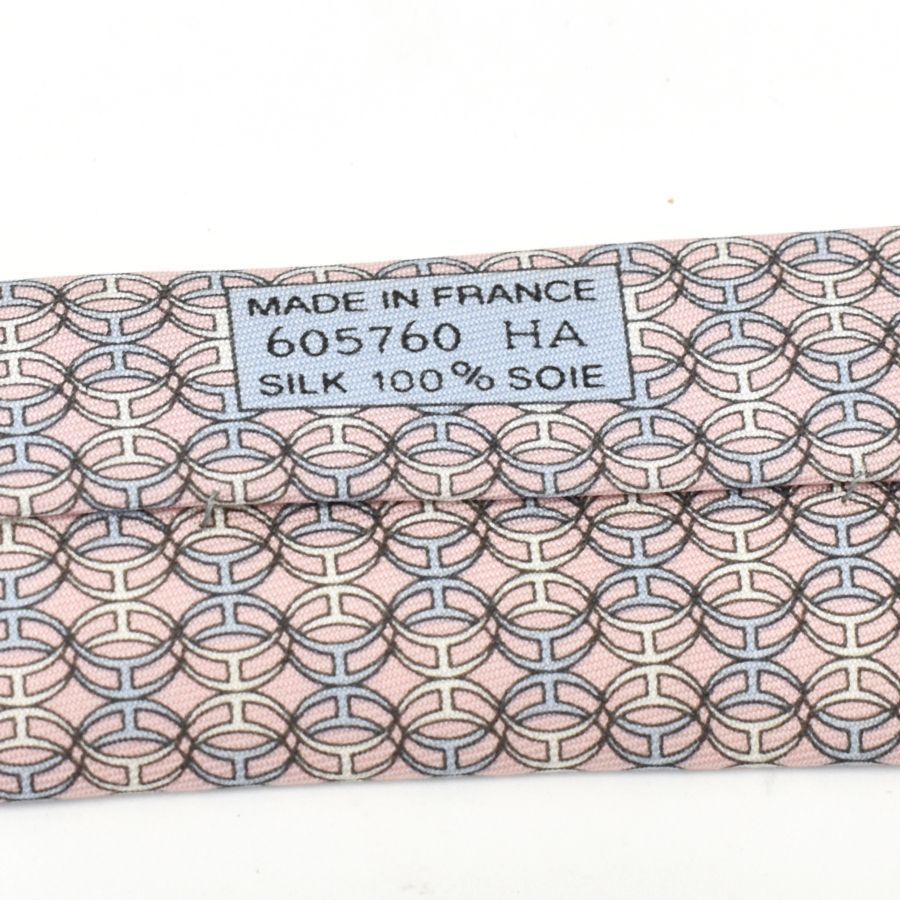 MADE IN FRANCE
605760 HA
SILK 100% SOIE